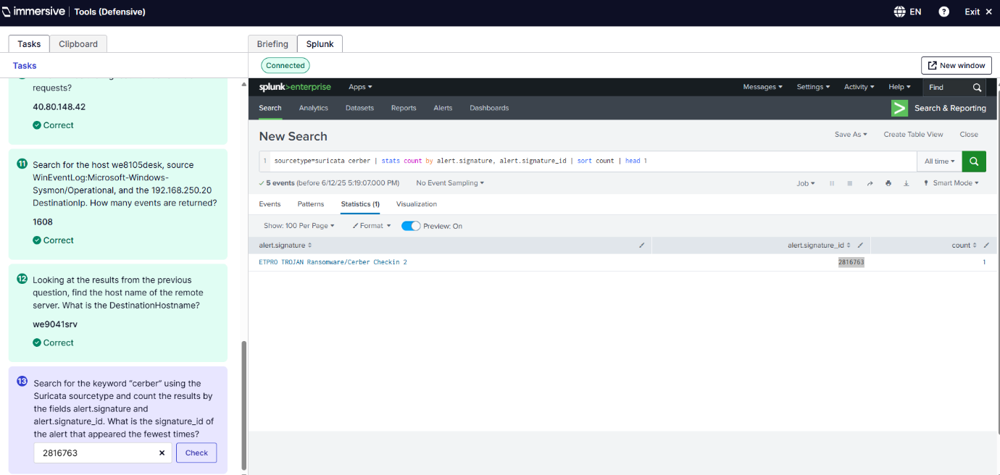 immersive | Tools (Defensive)
EN
? Exit ×
Tasks
Clipboard
Briefing
Splunk
Tasks
Connected
New window
requests?
40.80.148.42
Correct
11 Search for the host we8105desk, source
WinEventLog:Microsoft-Windows-
Sysmon/Operational, and the 192.168.250.20
DestinationIp. How many events are returned?
1608
Correct
12 Looking at the results from the previous
question, find the host name of the remote
server. What is the DestinationHostname?
we9041srv
Correct
13 Search for the keyword “cerber” using the
Suricata sourcetype and count the results by
the fields alert.signature and
alert.signature_id. What is the signature_id of
the alert that appeared the fewest times?
2816763 ×
Check
splunk>enterprise Apps
Messages Settings Activity Help Find
Search Analytics Datasets Reports Alerts Dashboards
> Search & Reporting
New Search
Save As Create Table View Close
1 sourcetype=suricata cerber | stats count by alert.signature, alert.signature_id | sort count | head 1
All time
5 events (before 6/12/25 5:19:07.000 PM) No Event Sampling
Job Smart Mode
Events Patterns Statistics (1) Visualization
Show: 100 Per Page Format Preview: On
alert.signature alert.signature_id count
ETPRO TROJAN Ransomware/Cerber Checkin 2 2816763 1